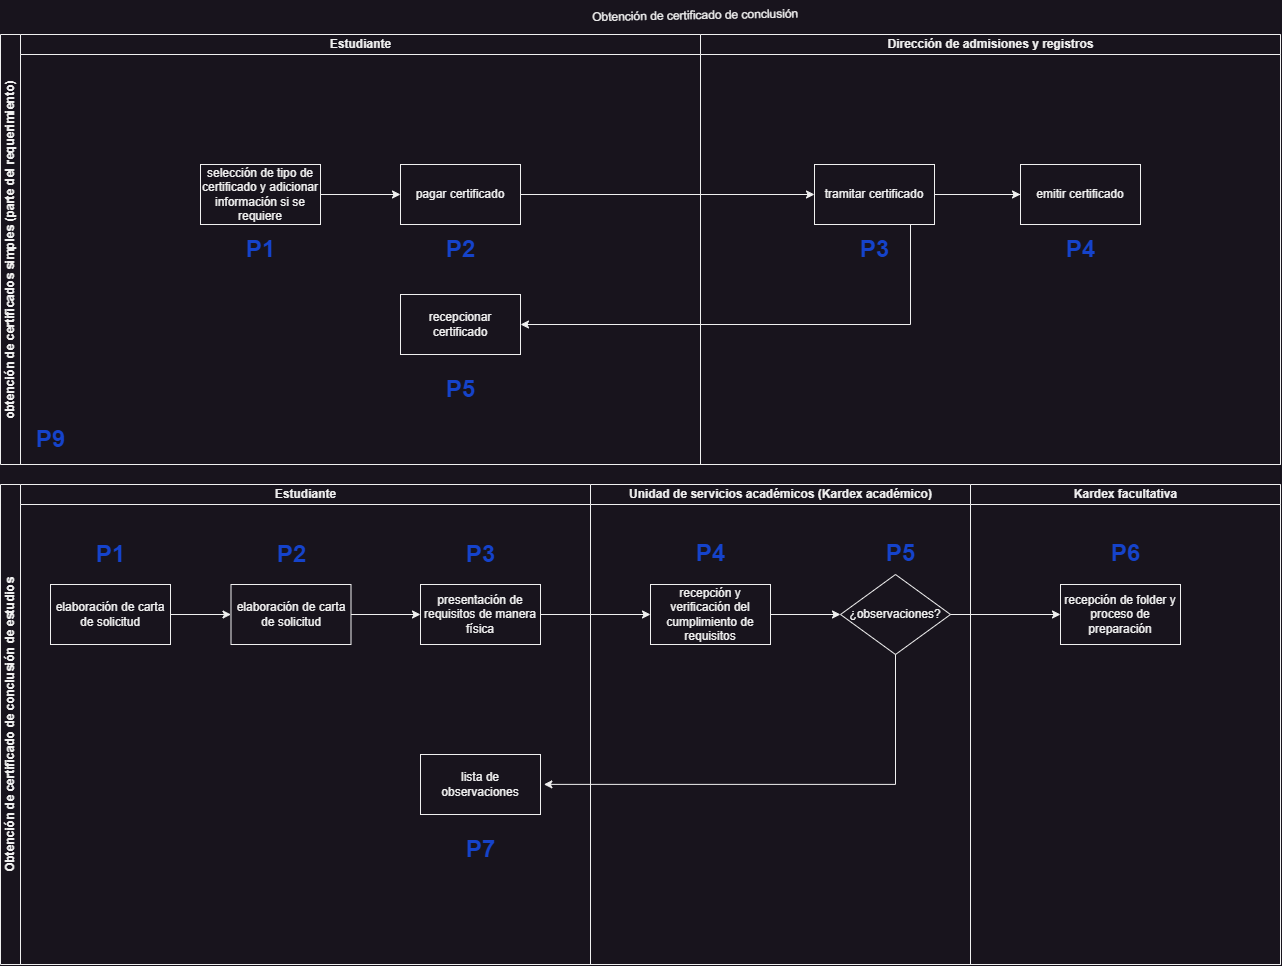 Obtención de certificado de conclusión
obtención de certificados simples (parte del requerimiento)
Estudiante
Dirección de admisiones y registros
selección de tipo de
certificado y adicionar
información si se
requiere
pagar certificado
tramitar certificado
emitir certificado
P1
P2
P3
P4
recepcionar
certificado
P5
P9
Obtención de certificado de conclusión de estudios
Estudiante
Unidad de servicios académicos (Kardex académico)
Kardex facultativa
P1
P2
P3
P4
P5
P6
elaboración de carta
de solicitud
elaboración de carta
de solicitud
presentación de
requisitos de manera
física
recepción y
verificación del
cumplimiento de
requisitos
¿observaciones?
recepción de folder y
proceso de
preparación
lista de
observaciones
P7